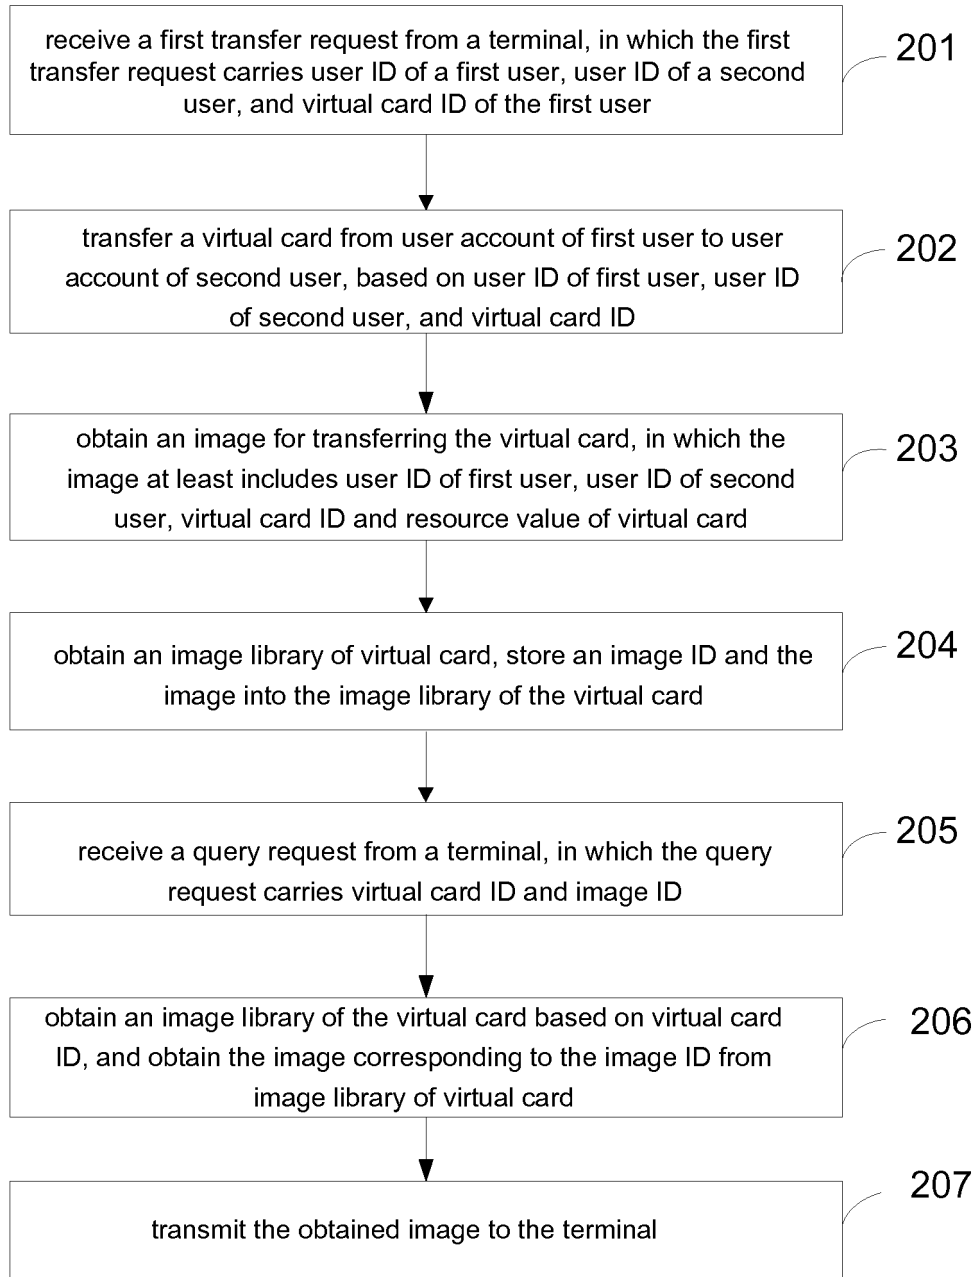 receive a first transfer request from a terminal, in which the first
transfer request carries user ID of a first user, user ID of a second
user, and virtual card ID of the first user
201
transfer a virtual card from user account of first user to user
account of second user, based on user ID of first user, user ID
of second user, and virtual card ID
202
obtain an image for transferring the virtual card, in which the
image at least includes user ID of first user, user ID of second
user, virtual card ID and resource value of virtual card
203
obtain an image library of virtual card, store an image ID and the
image into the image library of the virtual card
204
receive a query request from a terminal, in which the query
request carries virtual card ID and image ID
205
obtain an image library of the virtual card based on virtual card
ID, and obtain the image corresponding to the image ID from
image library of virtual card
206
transmit the obtained image to the terminal
207